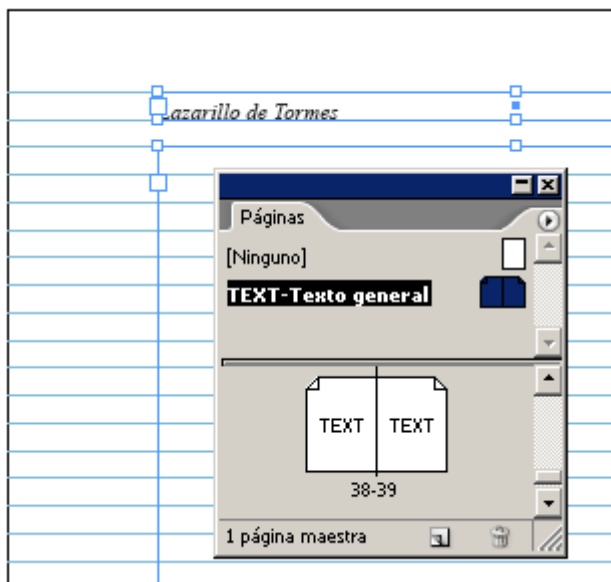 Lazarillo de Tormes
Páginas
[Ninguno]
TEXT-Texto general
TEXT TEXT
38-39
1 página maestra